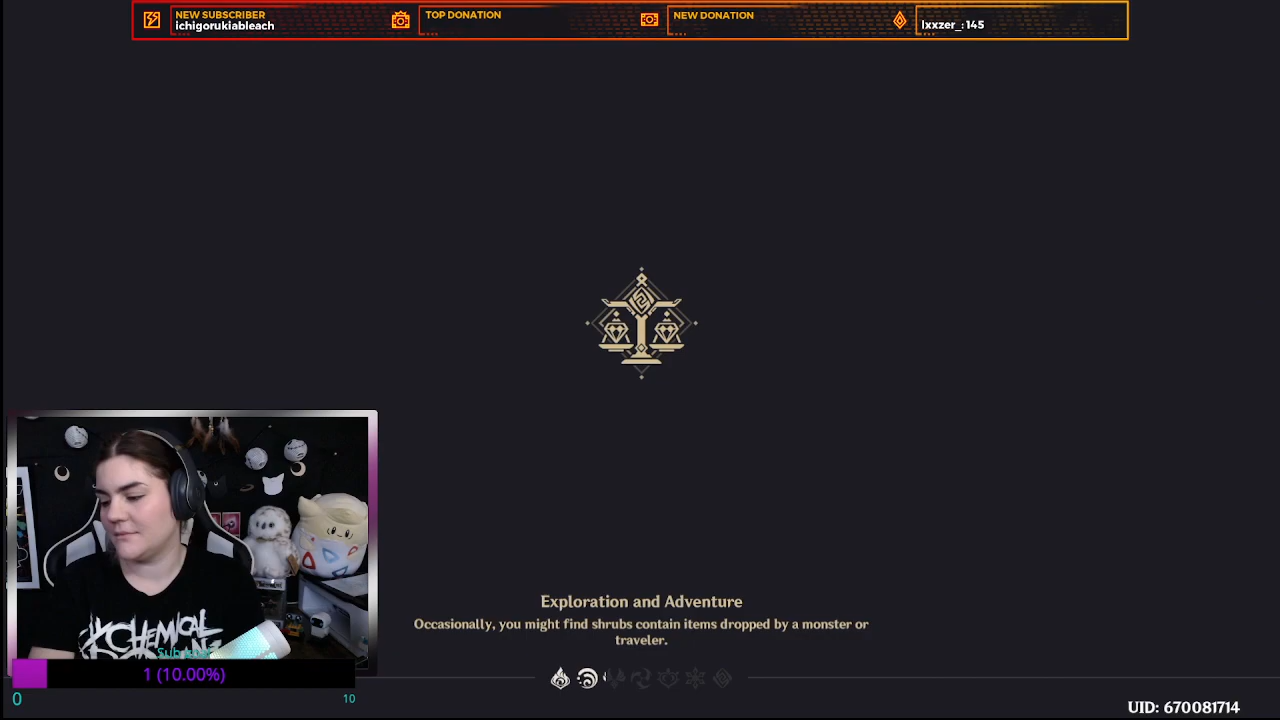 NEW SUBSCRIBER
ichigorukiableach
TOP DONATION
NEW DONATION
lxxzer_: 145
CHEMICAL
Exploration and Adventure
Occasionally, you might find shrubs contain items dropped by a monster or
traveler.
1 (10.00%)
0
10
UID: 670081714